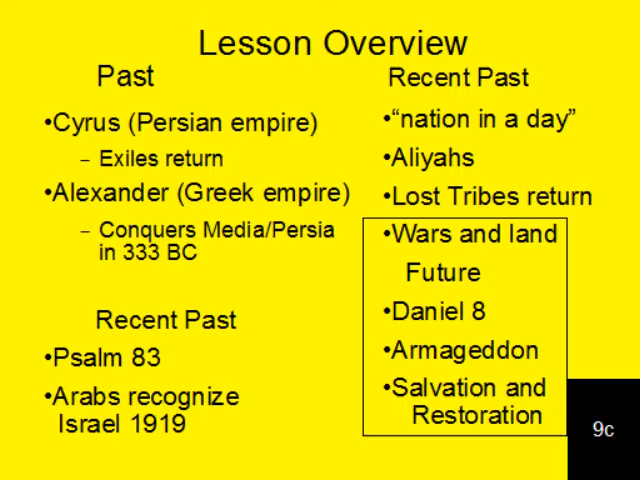 Lesson Overview
Past
•Cyrus (Persian empire)
– Exiles return
•Alexander (Greek empire)
– Conquers Media/Persia
in 333 BC
Recent Past
•Psalm 83
•Arabs recognize
Israel 1919
Recent Past
•“nation in a day”
•Aliyahs
•Lost Tribes return
•Wars and land
Future
•Daniel 8
•Armageddon
•Salvation and
Restoration
9c